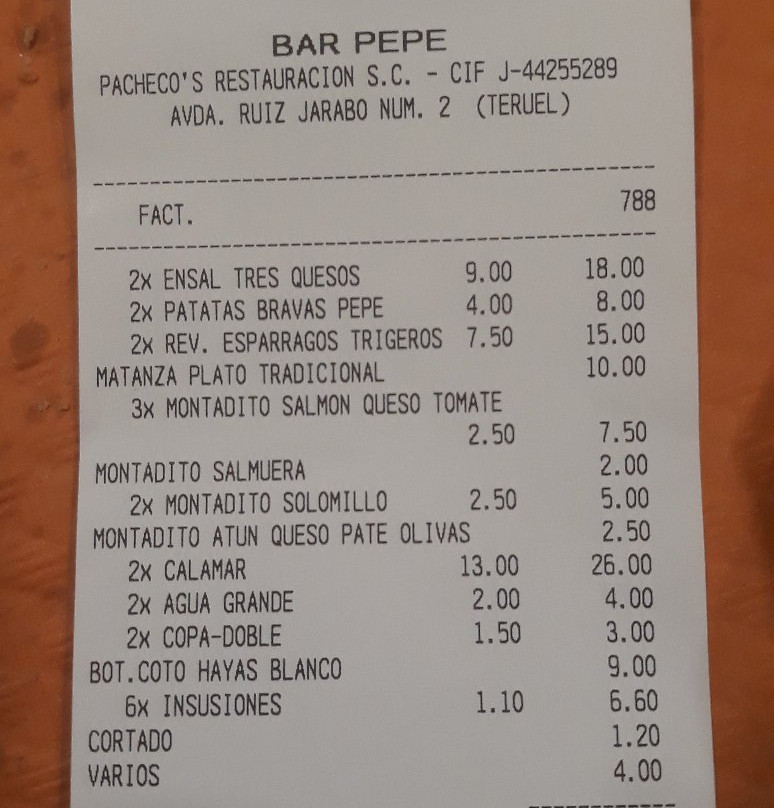 BAR PEPE
PACHECO'S RESTAURACION S.C. - CIF J-44255289
AVDA. RUIZ JARABO NUM. 2 (TERUEL)
FACT. 788
2x ENSAL TRES QUESOS 9.00 18.00
2x PATATAS BRAVAS PEPE 4.00 8.00
2x REV. ESPARRAGOS TRIGEROS 7.50 15.00
MATANZA PLATO TRADICIONAL 10.00
3x MONTADITO SALMON QUESO TOMATE
2.50 7.50
MONTADITO SALMUERA 2.00
2x MONTADITO SOLOMILLO 2.50 5.00
MONTADITO ATUN QUESO PATE OLIVAS 2.50
2x CALAMAR 13.00 26.00
2x AGUA GRANDE 2.00 4.00
2x COPA-DOBLE 1.50 3.00
BOT.COTO HAYAS BLANCO 9.00
6x INSUSIONES 1.10 6.60
CORTADO 1.20
VARIOS 4.00